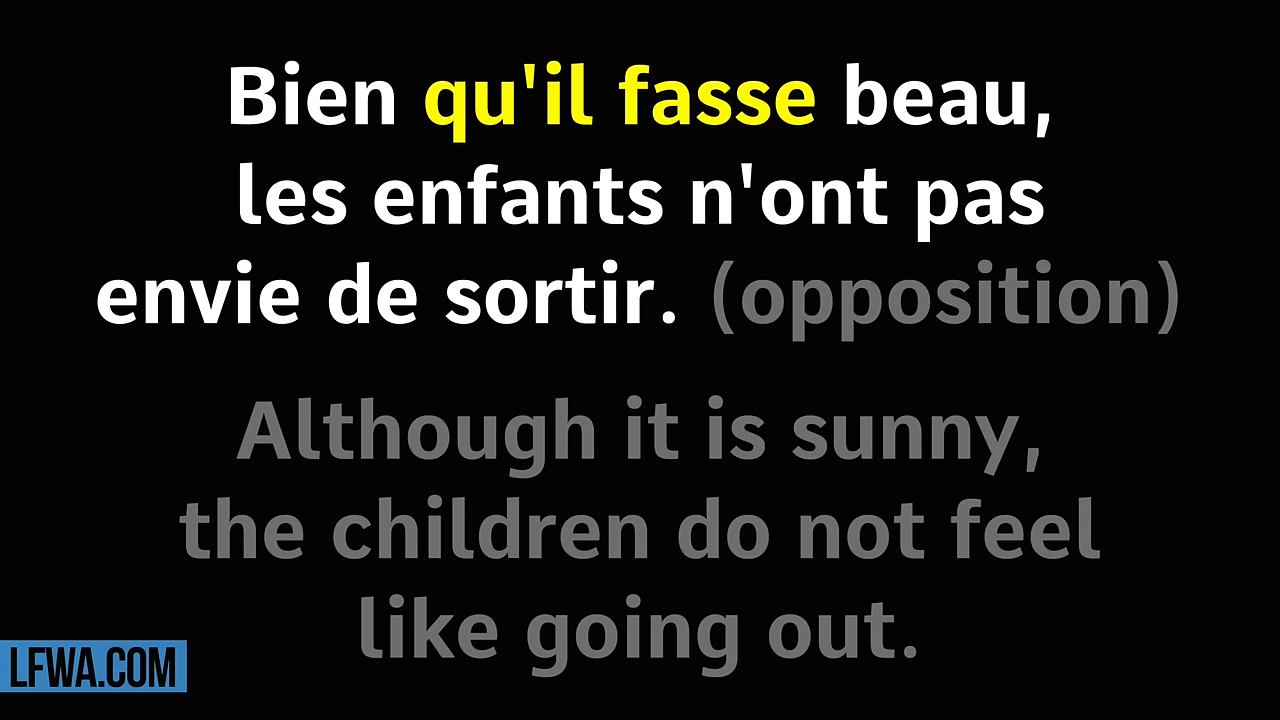 Bien qu'il fasse beau,
les enfants n'ont pas
envie de sortir. (opposition)
Although it is sunny,
the children do not feel
like going out.
LFWA.COM